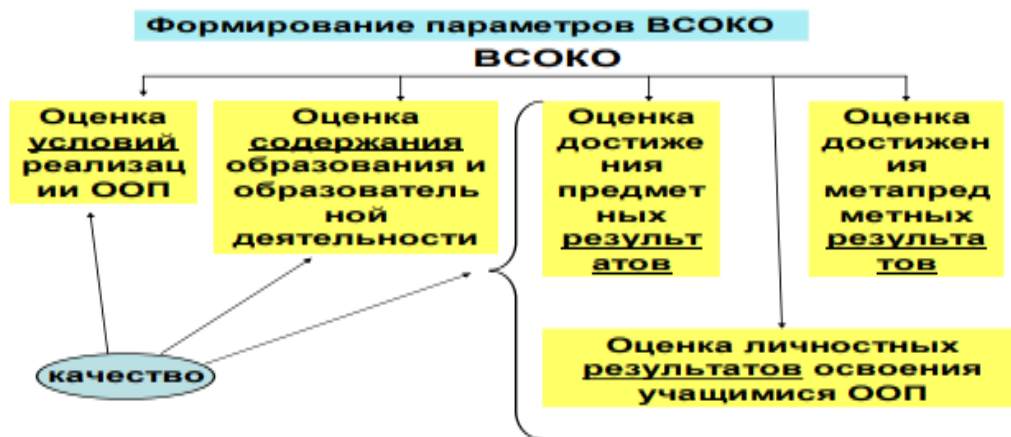 Формирование параметров ВСОКО
ВСОКО
Оценка
условий
реализац
ии ООП
Оценка
содержания
образования и
образователь
ной
деятельности
Оценка
достиже
ния
предмет
ных
результ
атов
Оценка
достижен
ия
метапред
метных
результа
тов
качество
Оценка личностных
результатов освоения
учащимися ООП